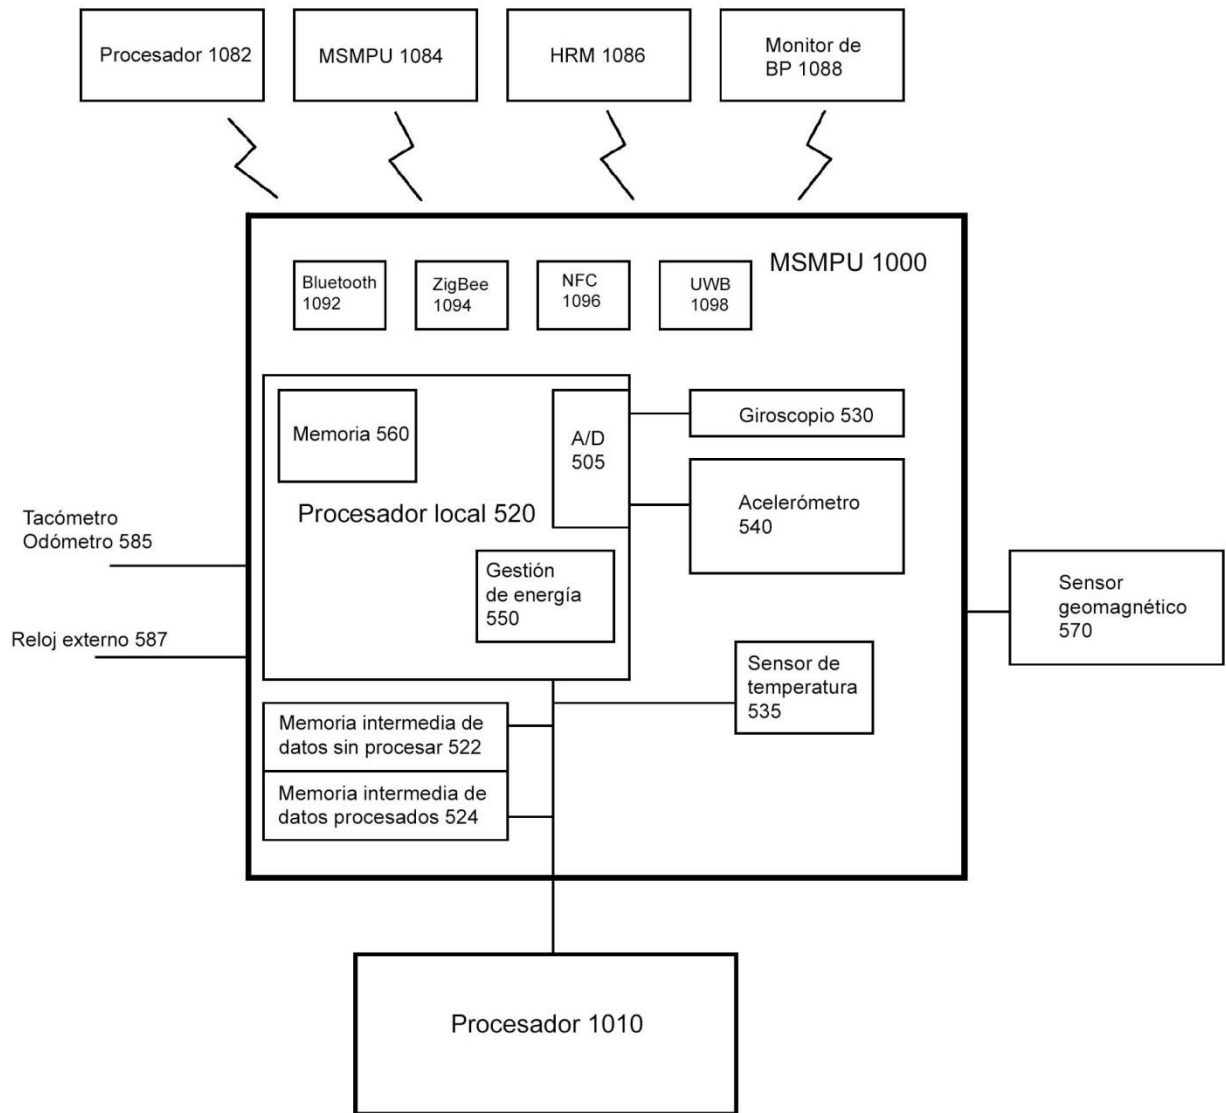 Procesador 1082
MSMPU 1084
HRM 1086
Monitor de
BP 1088
MSMPU 1000
Bluetooth
1092
ZigBee
1094
NFC
1096
UWB
1098
Memoria 560
A/D
505
Giroscopio 530
Procesador local 520
Acelerómetro
540
Tacómetro
Odómetro 585
Gestión
de energía
550
Sensor
geomagnético
570
Reloj externo 587
Sensor de
temperatura
535
Memoria intermedia de
datos sin procesar 522
Memoria intermedia de
datos procesados 524
Procesador 1010